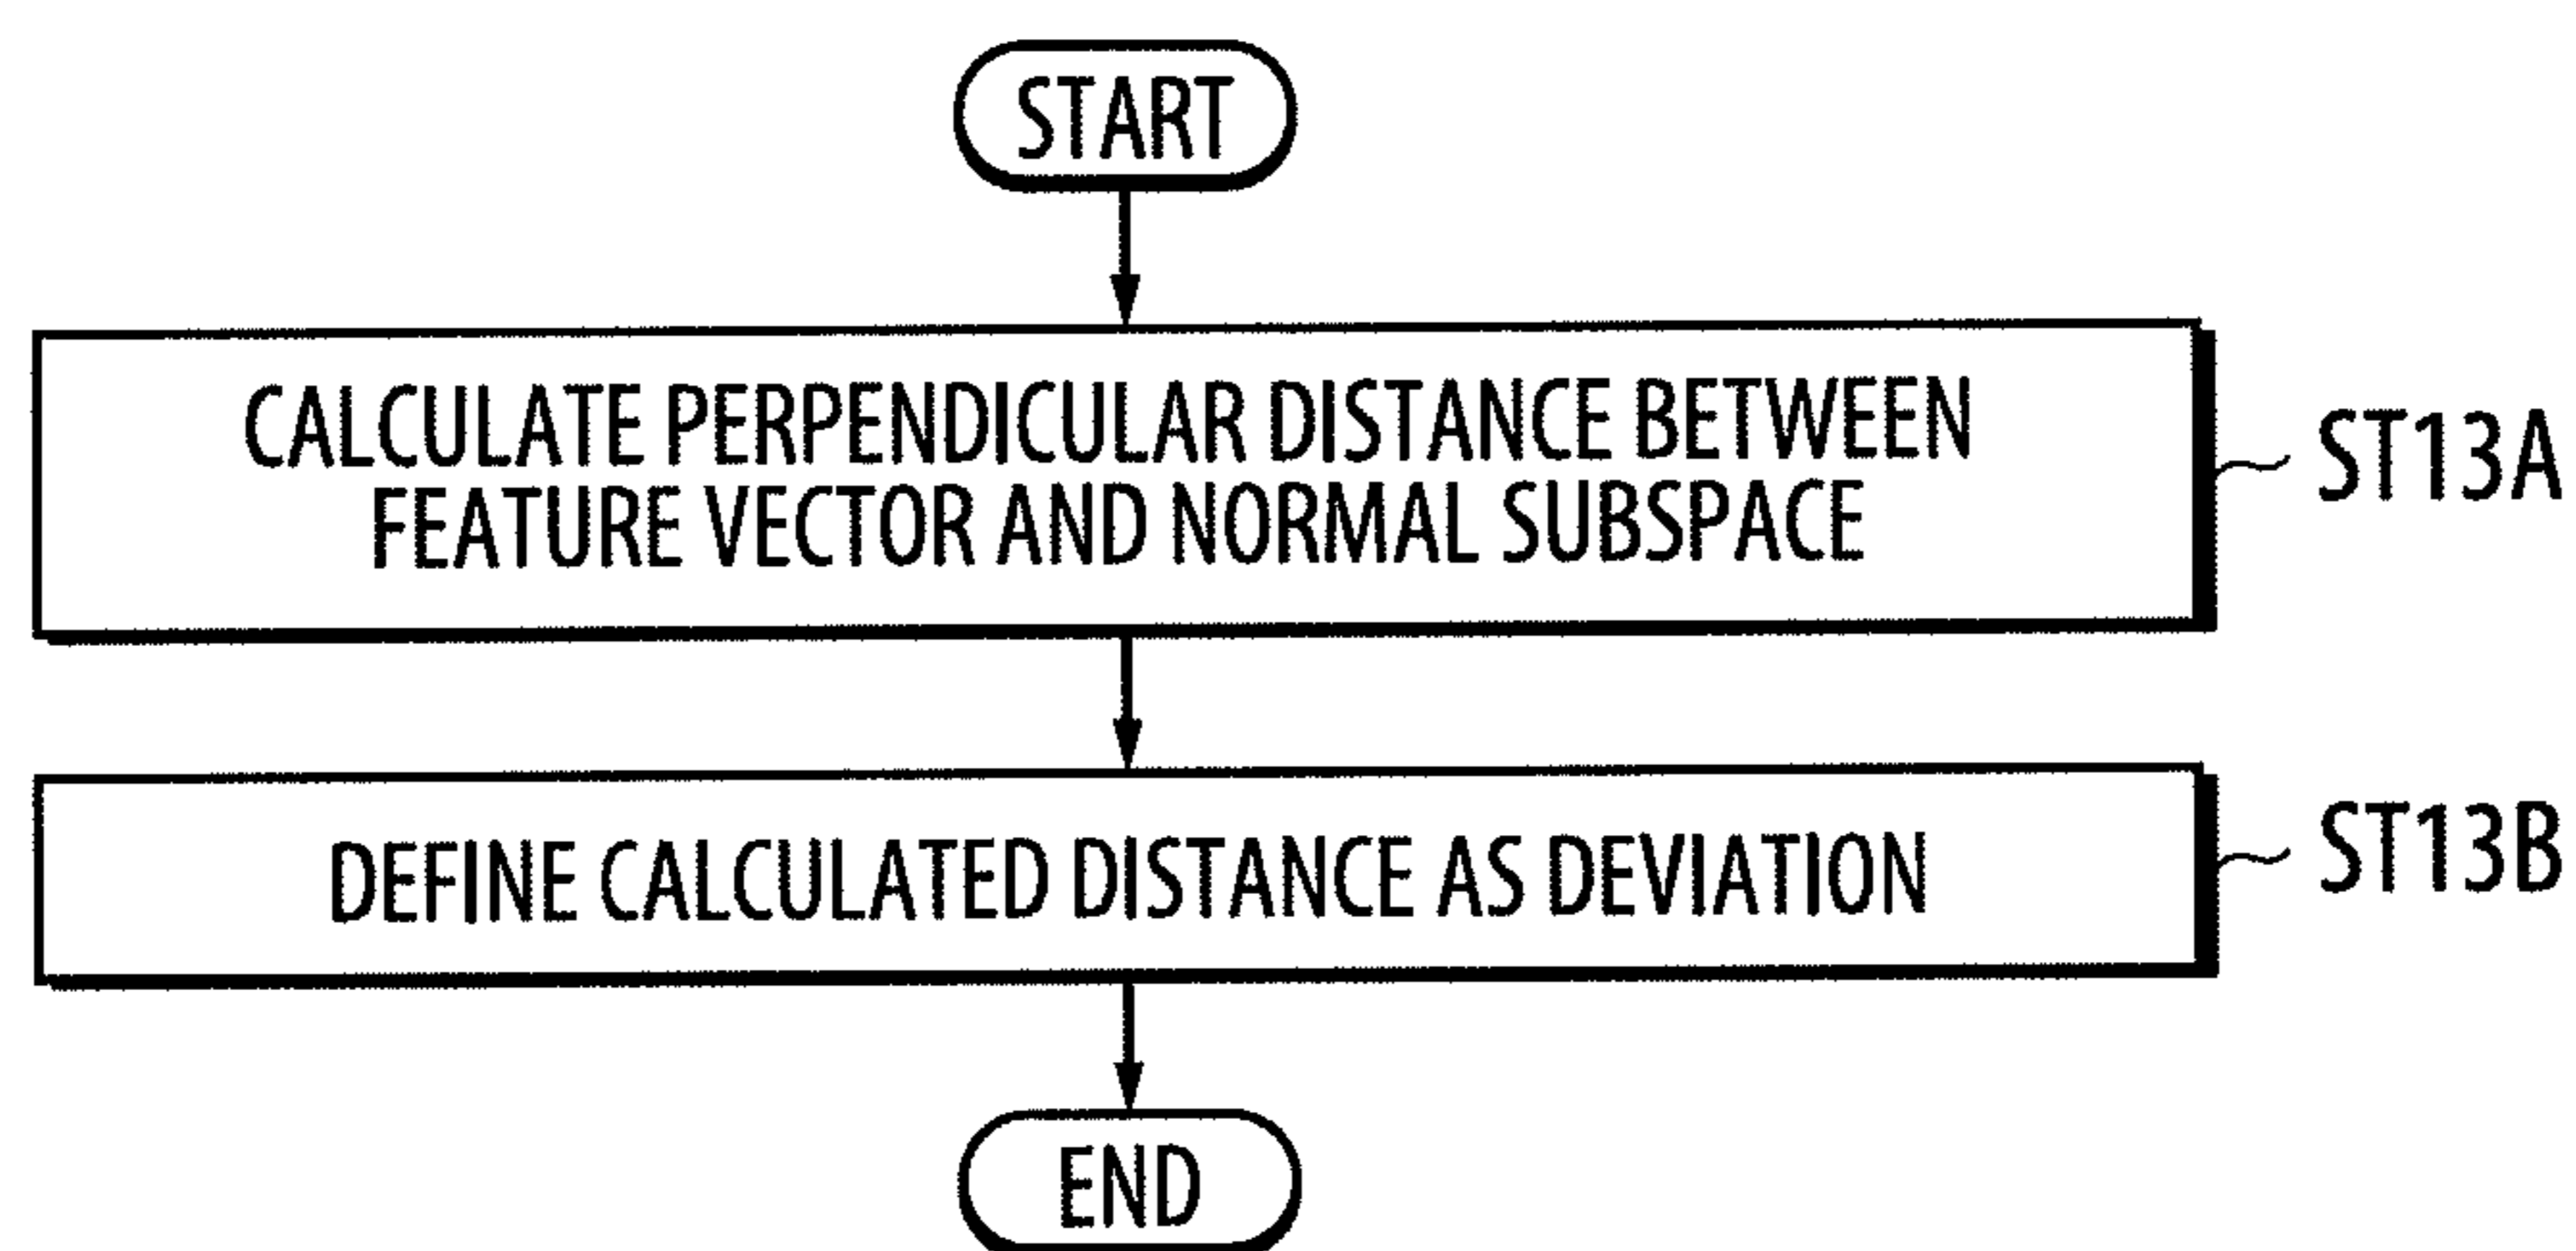 START
CALCULATE PERPENDICULAR DISTANCE BETWEEN
FEATURE VECTOR AND NORMAL SUBSPACE
ST13A
DEFINE CALCULATED DISTANCE AS DEVIATION
ST13B
END